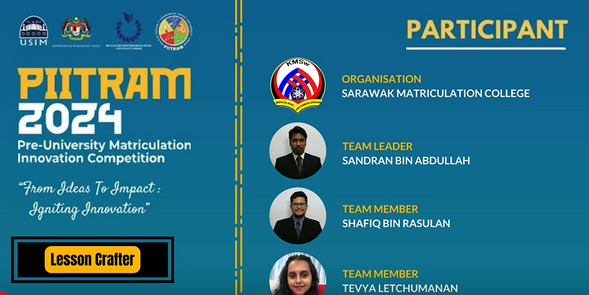 USIM
PIITRAM
2024
Pre-University Matriculation
Innovation Competition
"From Ideas To Impact :
Igniting Innovation"
Lesson Crafter
PARTICIPANT
KMSw
ORGANISATION
SARAWAK MATRICULATION COLLEGE
TEAM LEADER
SANDRAN BIN ABDULLAH
TEAM MEMBER
SHAFIQ BIN RASULAN
TEAM MEMBER
TEVYA LETCHUMANAN